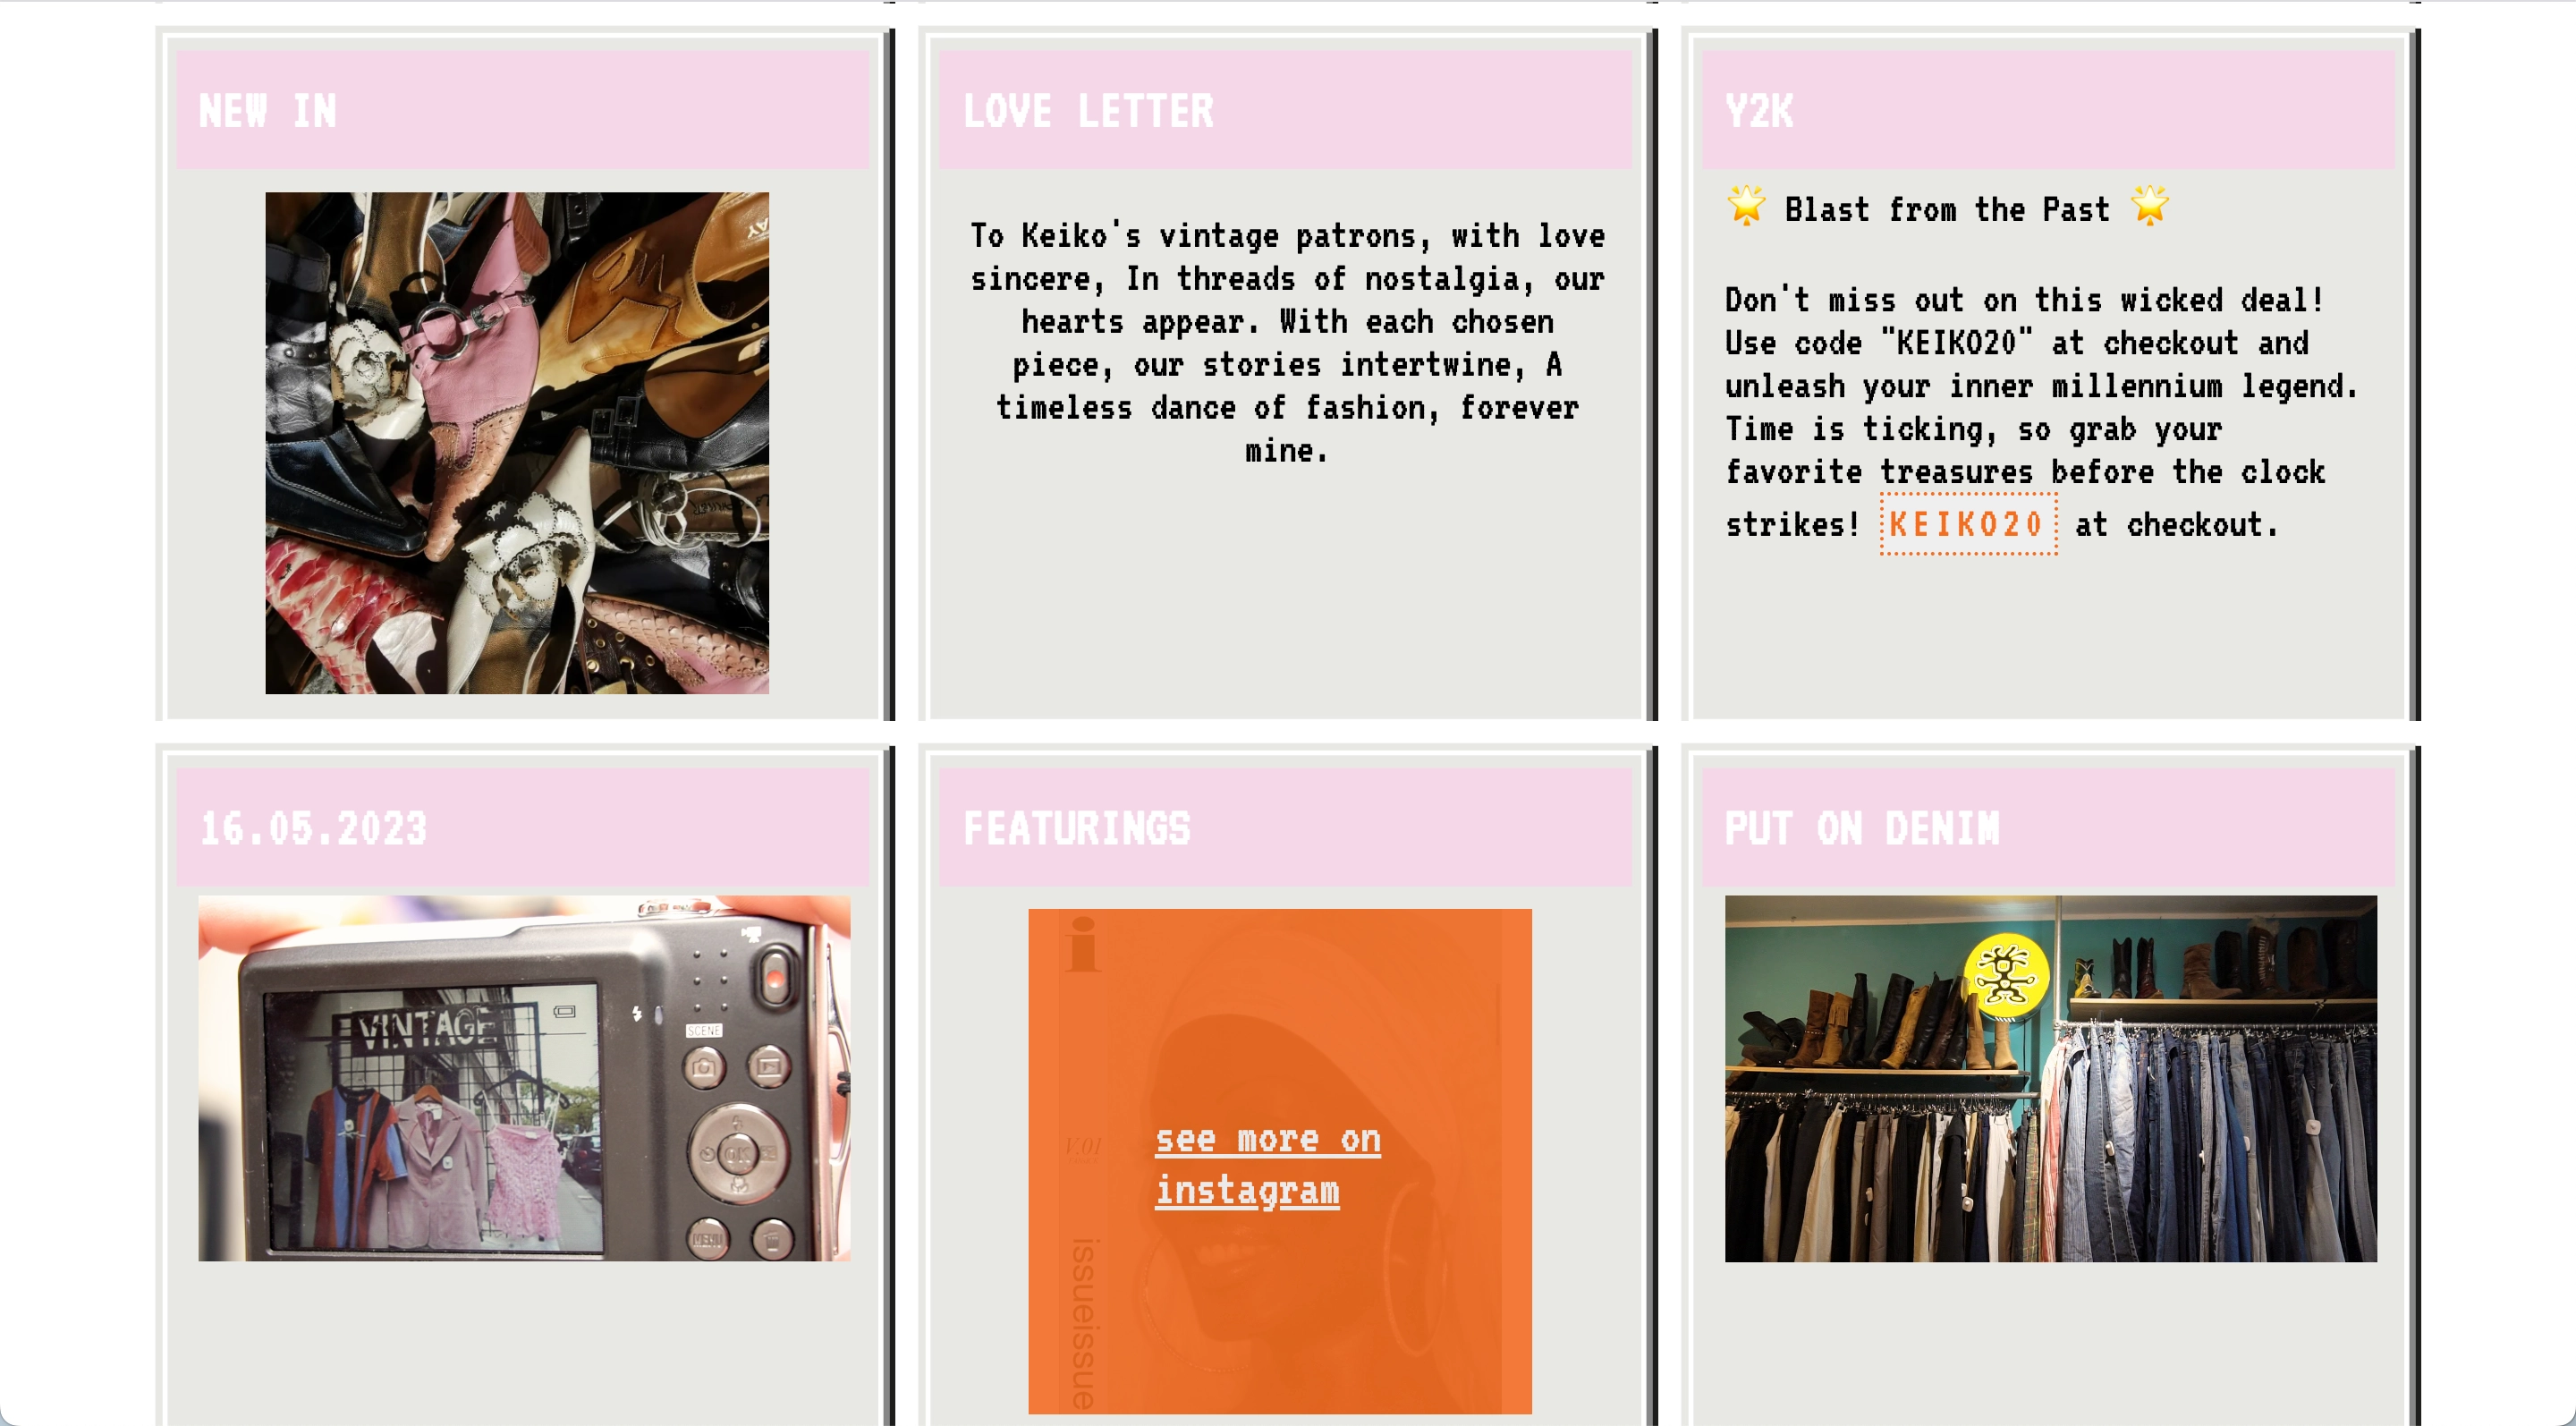 NEW IN
LOVE LETTER
To Keiko's vintage patrons, with love
sincere, In threads of nostalgia, our
hearts appear. With each chosen
piece, our stories intertwine, A
timeless dance of fashion, forever
mine.
Y2K
🌟 Blast from the Past 🌟
Don't miss out on this wicked deal!
Use code "KEIKO20" at checkout and
unleash your inner millennium legend.
Time is ticking, so grab your
favorite treasures before the clock
strikes! KEIKO20 at checkout.
16.05.2023
VINTAGE
SCENE
OK
MENU
FEATURINGS
i
V.01
see more on
instagram
issueissue
PUT ON DENIM